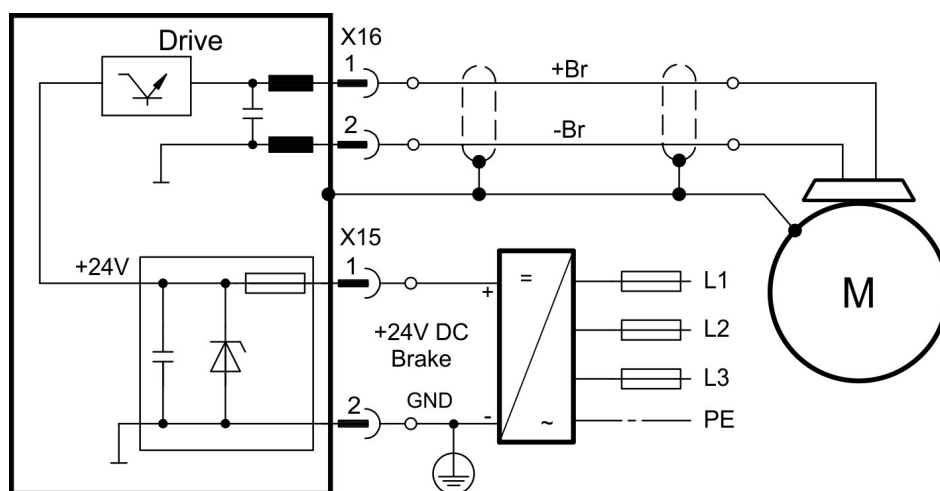 Drive
X16
1
+Br
2
-Br
X15
+24V
1
+
=
L1
+24V DC
Brake
L2
M
L3
2
GND
-
~
PE